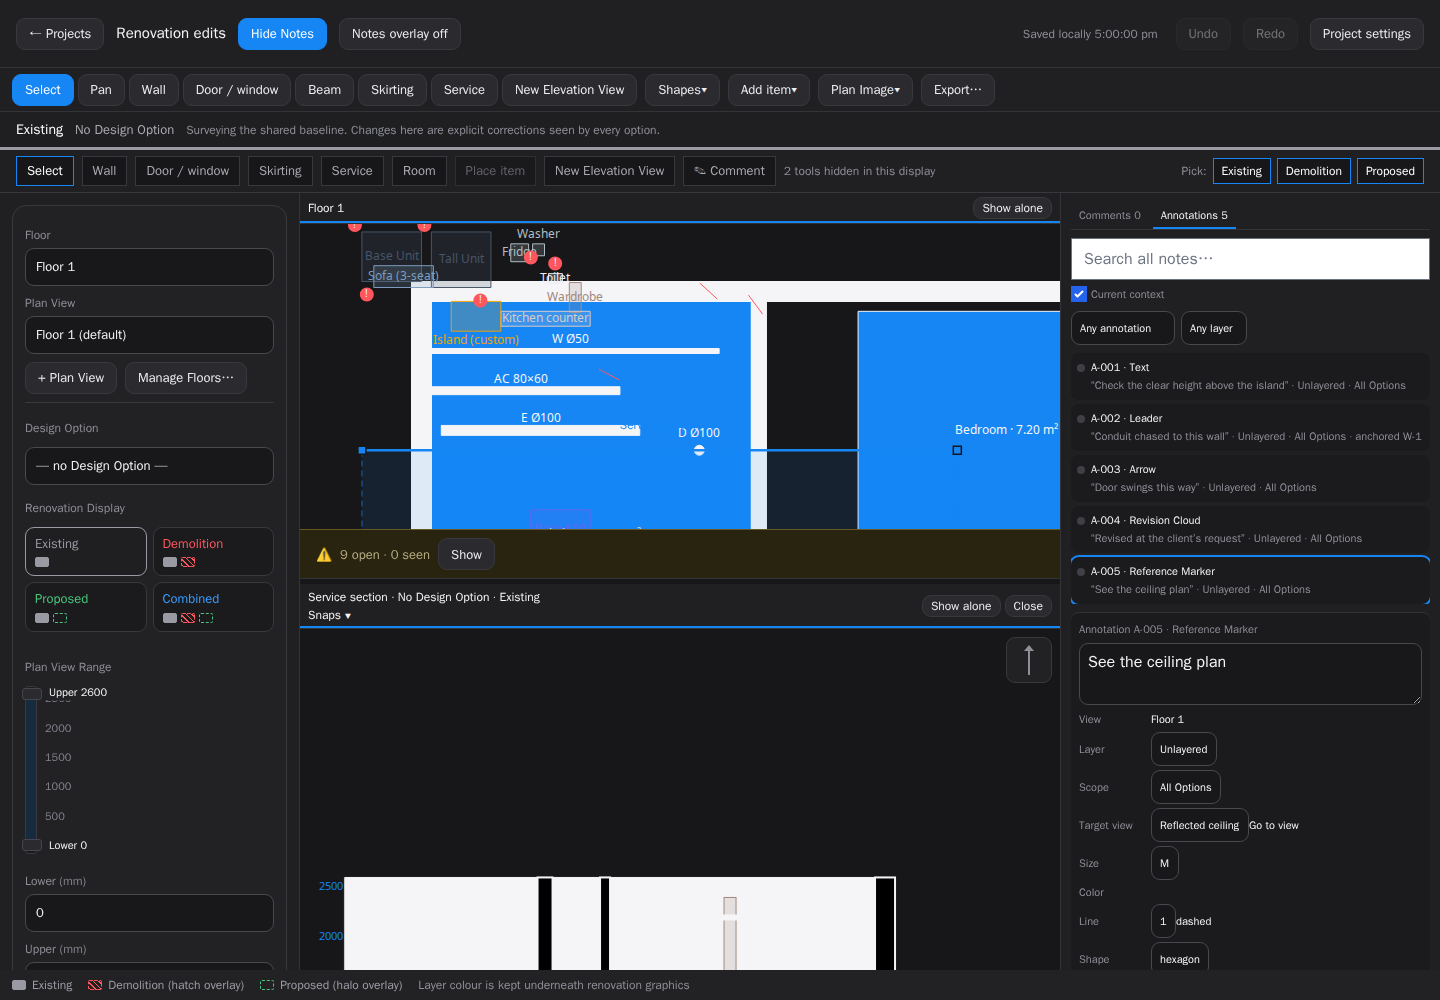 ← Projects
Renovation edits
Hide Notes
Notes overlay off
Saved locally 5:00:00 pm
Undo
Redo
Project settings
Select
Pan
Wall
Door / window
Beam
Skirting
Service
New Elevation View
Shapes▾
Add item▾
Plan Image▾
Export⋯
Existing
No Design Option
Surveying the shared baseline. Changes here are explicit corrections seen by every option.
Select
Wall
Door / window
Skirting
Service
Room
Place item
New Elevation View
✎ Comment
2 tools hidden in this display
Pick:
Existing
Demolition
Proposed
Floor
Floor 1
Plan View
Floor 1 (default)
+ Plan View
Manage Floors⋯
Design Option
— no Design Option —
Renovation Display
Existing
Demolition
Proposed
Combined
Plan View Range
Upper 2600
2000
1500
1000
500
Lower 0
Lower (mm)
0
Upper (mm)
Floor 1
Show alone
Washer
Base Unit
Tall Unit
Fridge
Sofa (3-seat)
Toilet
Wardrobe
Kitchen counter
Island (custom)
W Ø50
AC 80×60
E Ø100
D Ø100
Bedroom · 7.20 m²
⚠️ 9 open · 0 seen
Show
Service section · No Design Option · Existing
Snaps ▾
Show alone
Close
2500
2000
Comments 0
Annotations 5
Search all notes⋯
Current context
Any annotation
Any layer
A-001 · Text
"Check the clear height above the island" · Unlayered · All Options
A-002 · Leader
"Conduit chased to this wall" · Unlayered · All Options · anchored W-1
A-003 · Arrow
"Door swings this way" · Unlayered · All Options
A-004 · Revision Cloud
"Revised at the client's request" · Unlayered · All Options
A-005 · Reference Marker
"See the ceiling plan" · Unlayered · All Options
Annotation A-005 · Reference Marker
See the ceiling plan
View
Floor 1
Layer
Unlayered
Scope
All Options
Target view
Reflected ceiling
Go to view
Size
M
Color
Line
1
dashed
Shape
hexagon
Existing
Demolition (hatch overlay)
Proposed (halo overlay)
Layer colour is kept underneath renovation graphics